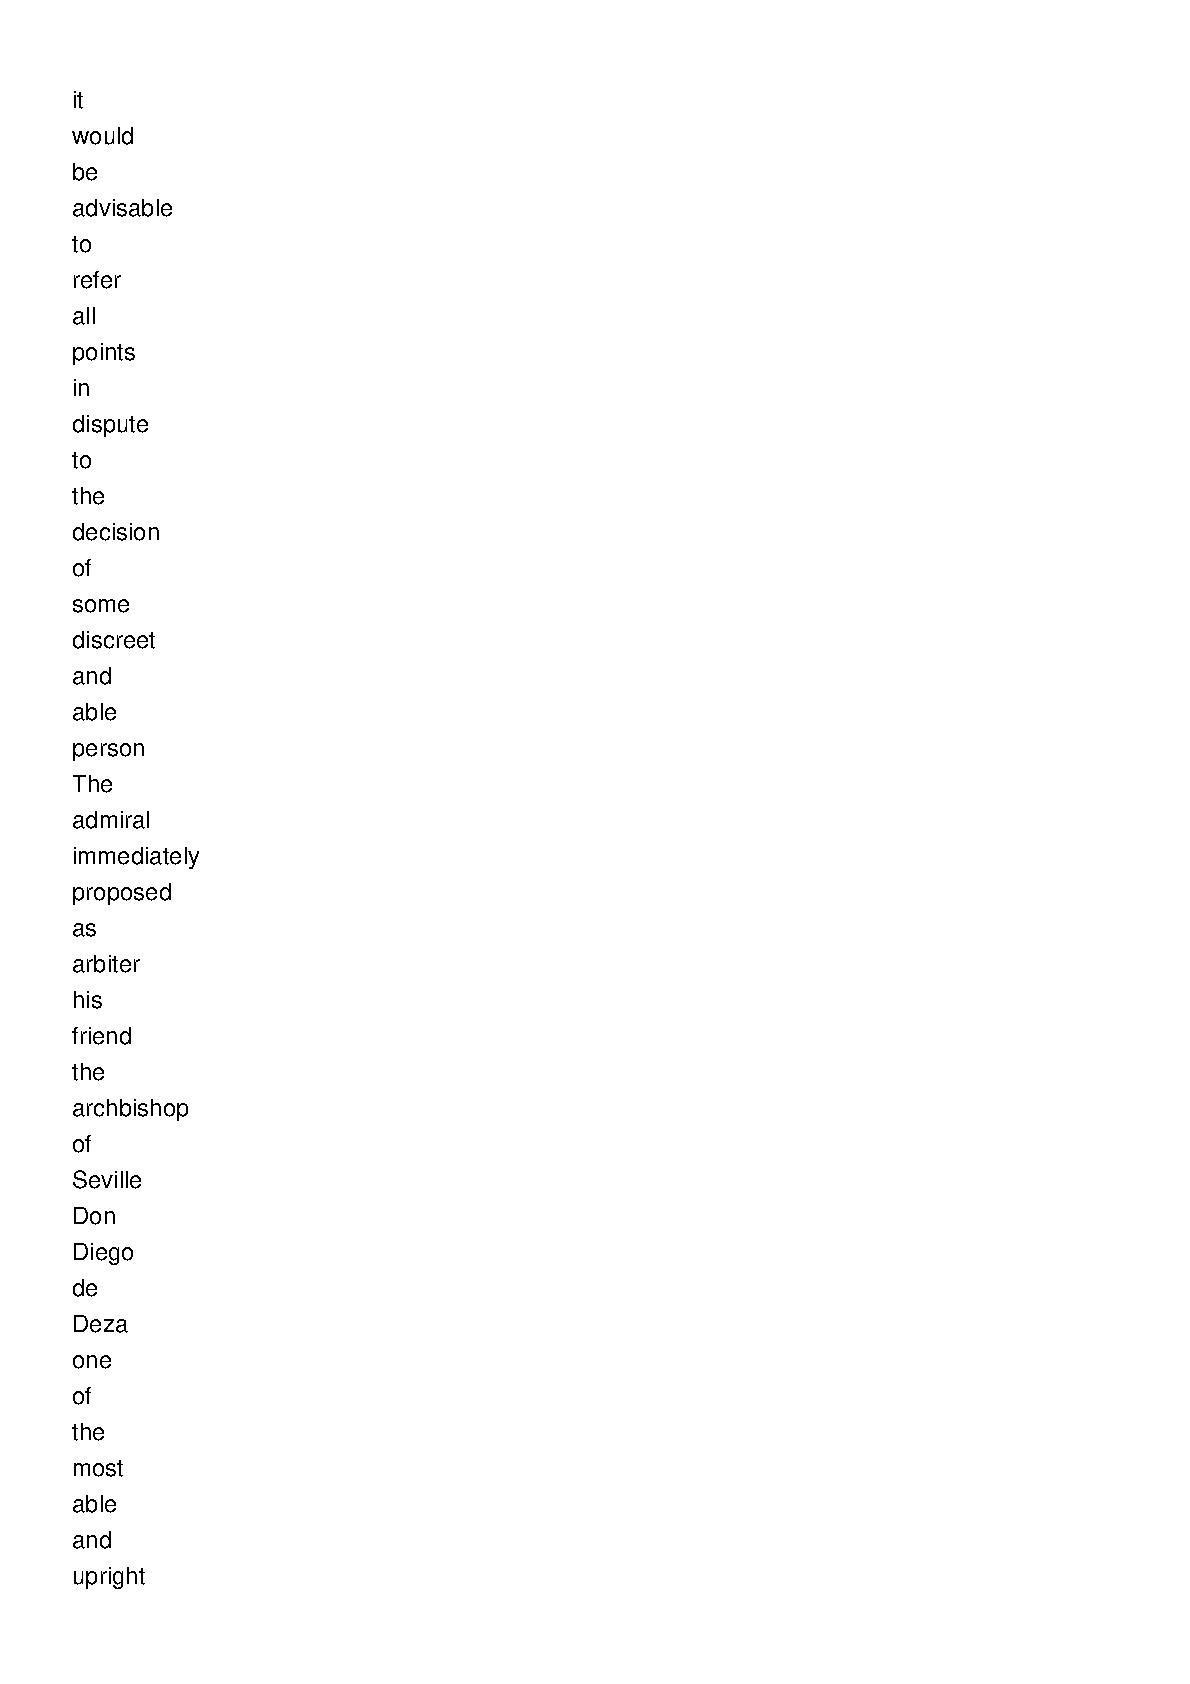 it
would
be
advisable
to
refer
all
points
in
dispute
to
the
decision
of
some
discreet
and
able
person
The
admiral
immediately
proposed
as
arbiter
his
friend
the
archbishop
of
Seville
Don
Diego
de
Deza
one
of
the
most
able
and
upright